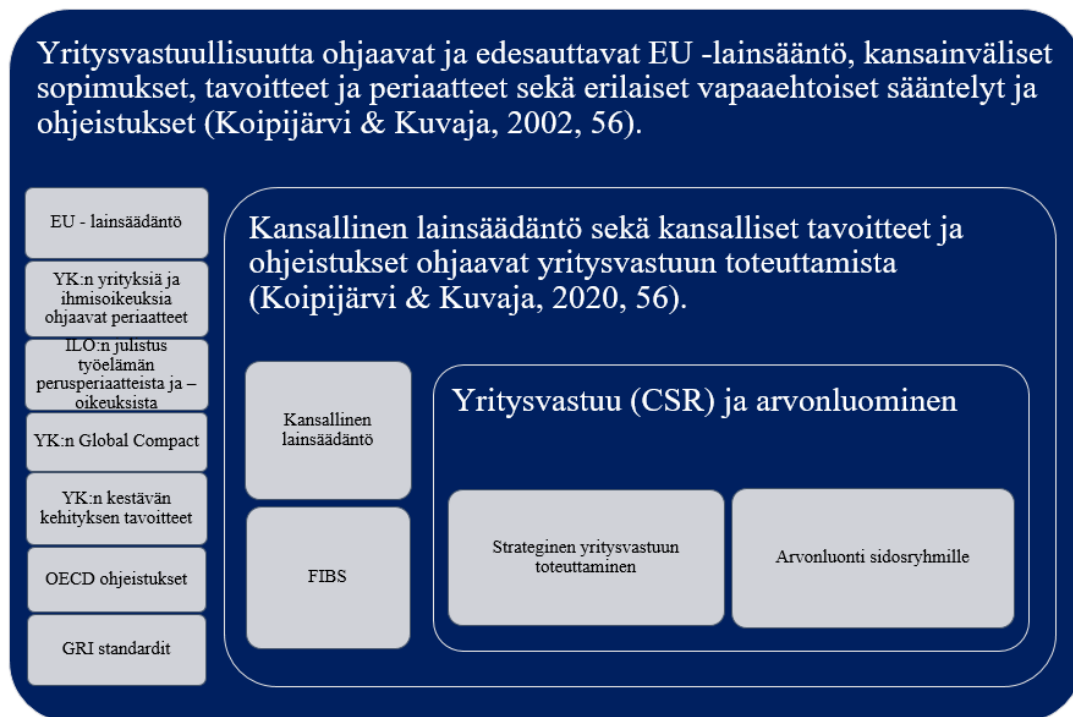 Yritysvastuullisuutta ohjaavat ja edesauttavat EU -lainsääntö, kansainväliset
sopimukset, tavoitteet ja periaatteet sekä erilaiset vapaaehtoiset sääntelyt ja
ohjeistukset (Koipijärvi & Kuvaja, 2002, 56).
EU - lainsäädäntö
YK:n yrityksiä ja
ihmisoikeuksia
ohjaavat periaatteet
ILO:n julistus
työelämän
perusperiaatteista ja –
oikeuksista
YK:n Global Compact
YK:n kestävän
kehityksen tavoitteet
OECD ohjeistukset
GRI standardit
Kansallinen lainsäädäntö sekä kansalliset tavoitteet ja
ohjeistukset ohjaavat yritysvastuun toteuttamista
(Koipijärvi & Kuvaja, 2020, 56).
Kansallinen
lainsäädäntö
FIBS
Yritysvastuu (CSR) ja arvonluominen
Strateginen yritysvastuun
toteuttaminen
Arvonluonti sidosryhmille